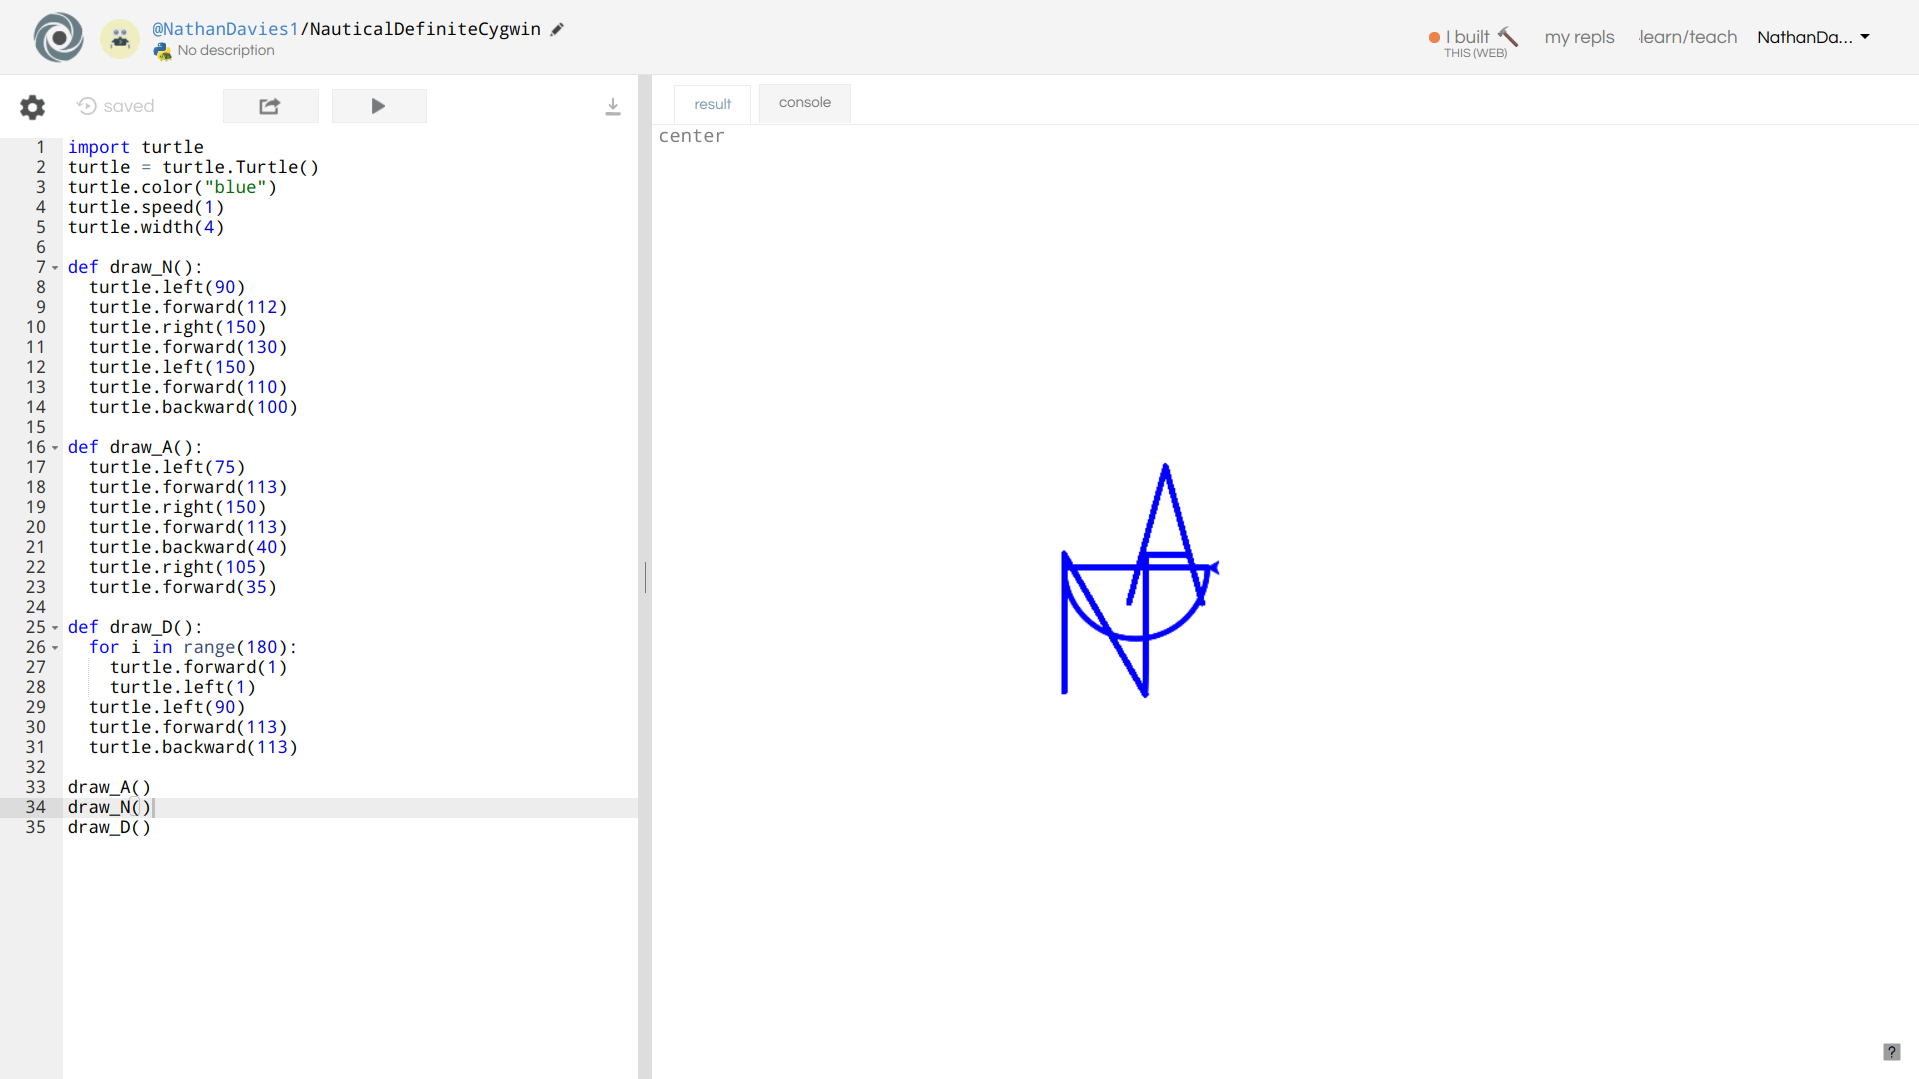 @NathanDavies1/NauticalDefiniteCygwin
No description
I built
THIS (WEB)
my repls
learn/teach
NathanDa...
saved
result
console
center
1 import turtle
2 turtle = turtle.Turtle()
3 turtle.color("blue")
4 turtle.speed(1)
5 turtle.width(4)
6
7 def draw_N():
8 turtle.left(90)
9 turtle.forward(112)
10 turtle.right(150)
11 turtle.forward(130)
12 turtle.left(150)
13 turtle.forward(110)
14 turtle.backward(100)
15
16 def draw_A():
17 turtle.left(75)
18 turtle.forward(113)
19 turtle.right(150)
20 turtle.forward(113)
21 turtle.backward(40)
22 turtle.right(105)
23 turtle.forward(35)
24
25 def draw_D():
26 for i in range(180):
27 turtle.forward(1)
28 turtle.left(1)
29 turtle.left(90)
30 turtle.forward(113)
31 turtle.backward(113)
32
33 draw_A()
34 draw_N()
35 draw_D()
A
N
D
?